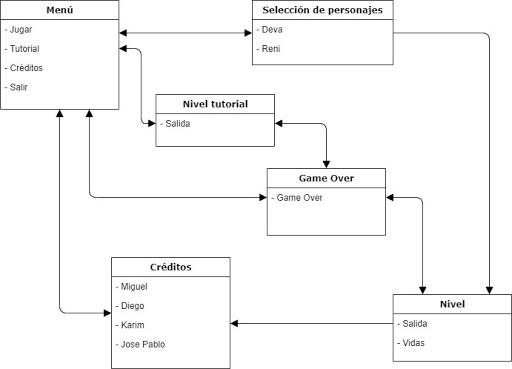 Menú
- Jugar
- Tutorial
- Créditos
- Salir
Selección de personajes
- Deva
- Reni
Nivel tutorial
- Salida
Game Over
- Game Over
Créditos
- Miguel
- Diego
- Karim
- Jose Pablo
Nivel
- Salida
- Vidas